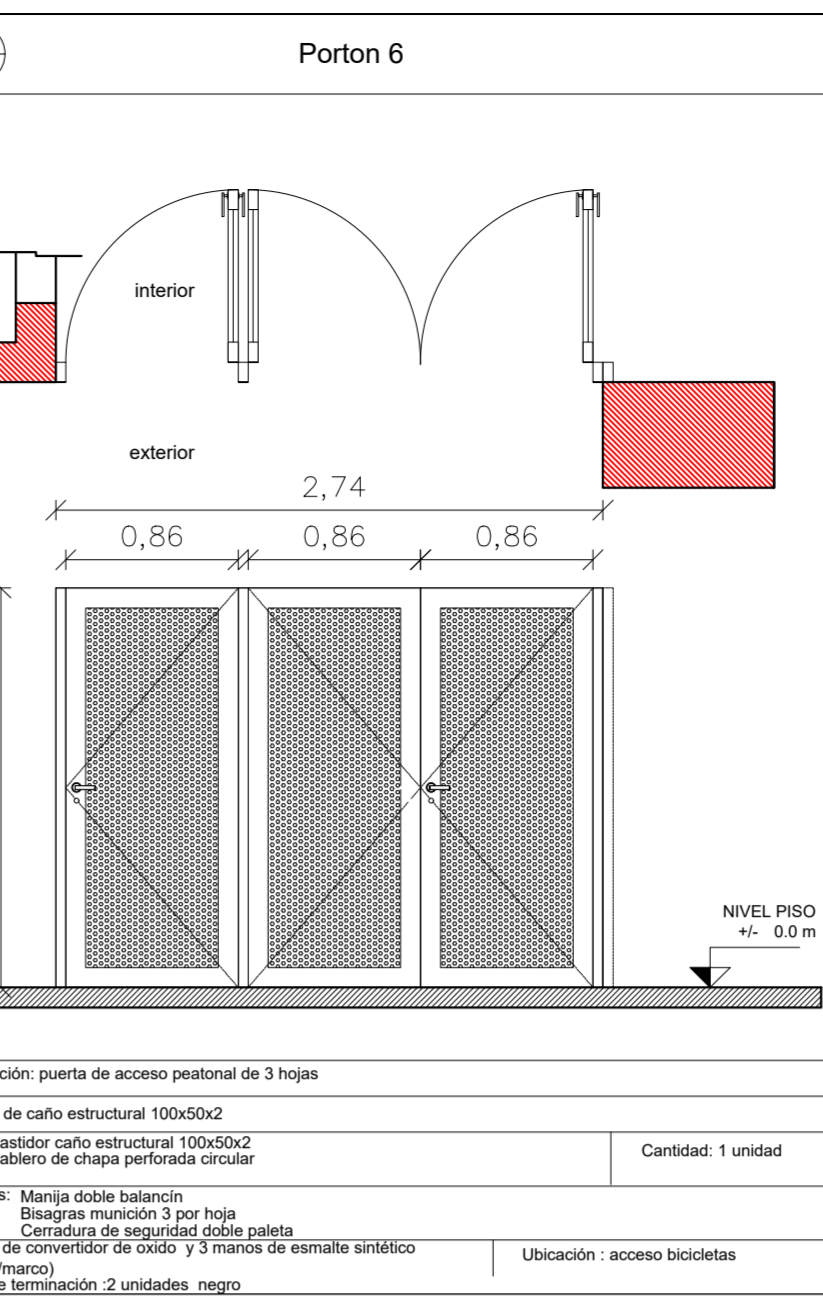 Porton 6
interior
exterior
2,74
0,86 0,86 0,86
NIVEL PISO
+/- 0.0 m
ción: puerta de acceso peatonal de 3 hojas
de caño estructural 100x50x2
astidor caño estructural 100x50x2
ablero de chapa perforada circular
Cantidad: 1 unidad
s: Manija doble balancín
Bisagras munición 3 por hoja
Cerradura de seguridad doble paleta
de convertidor de oxido y 3 manos de esmalte sintético
/marco)
e terminación :2 unidades negro
Ubicación : acceso bicicletas